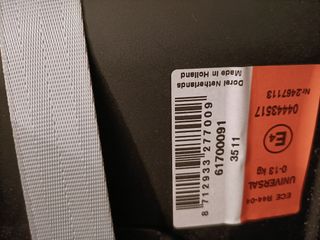 ECE R44-04
UNIVERSAL
0-13 kg
E4
04443517
Nr.2467113
Dorel Netherlands
Made in Holland
8 712933 277009
61700091
3511